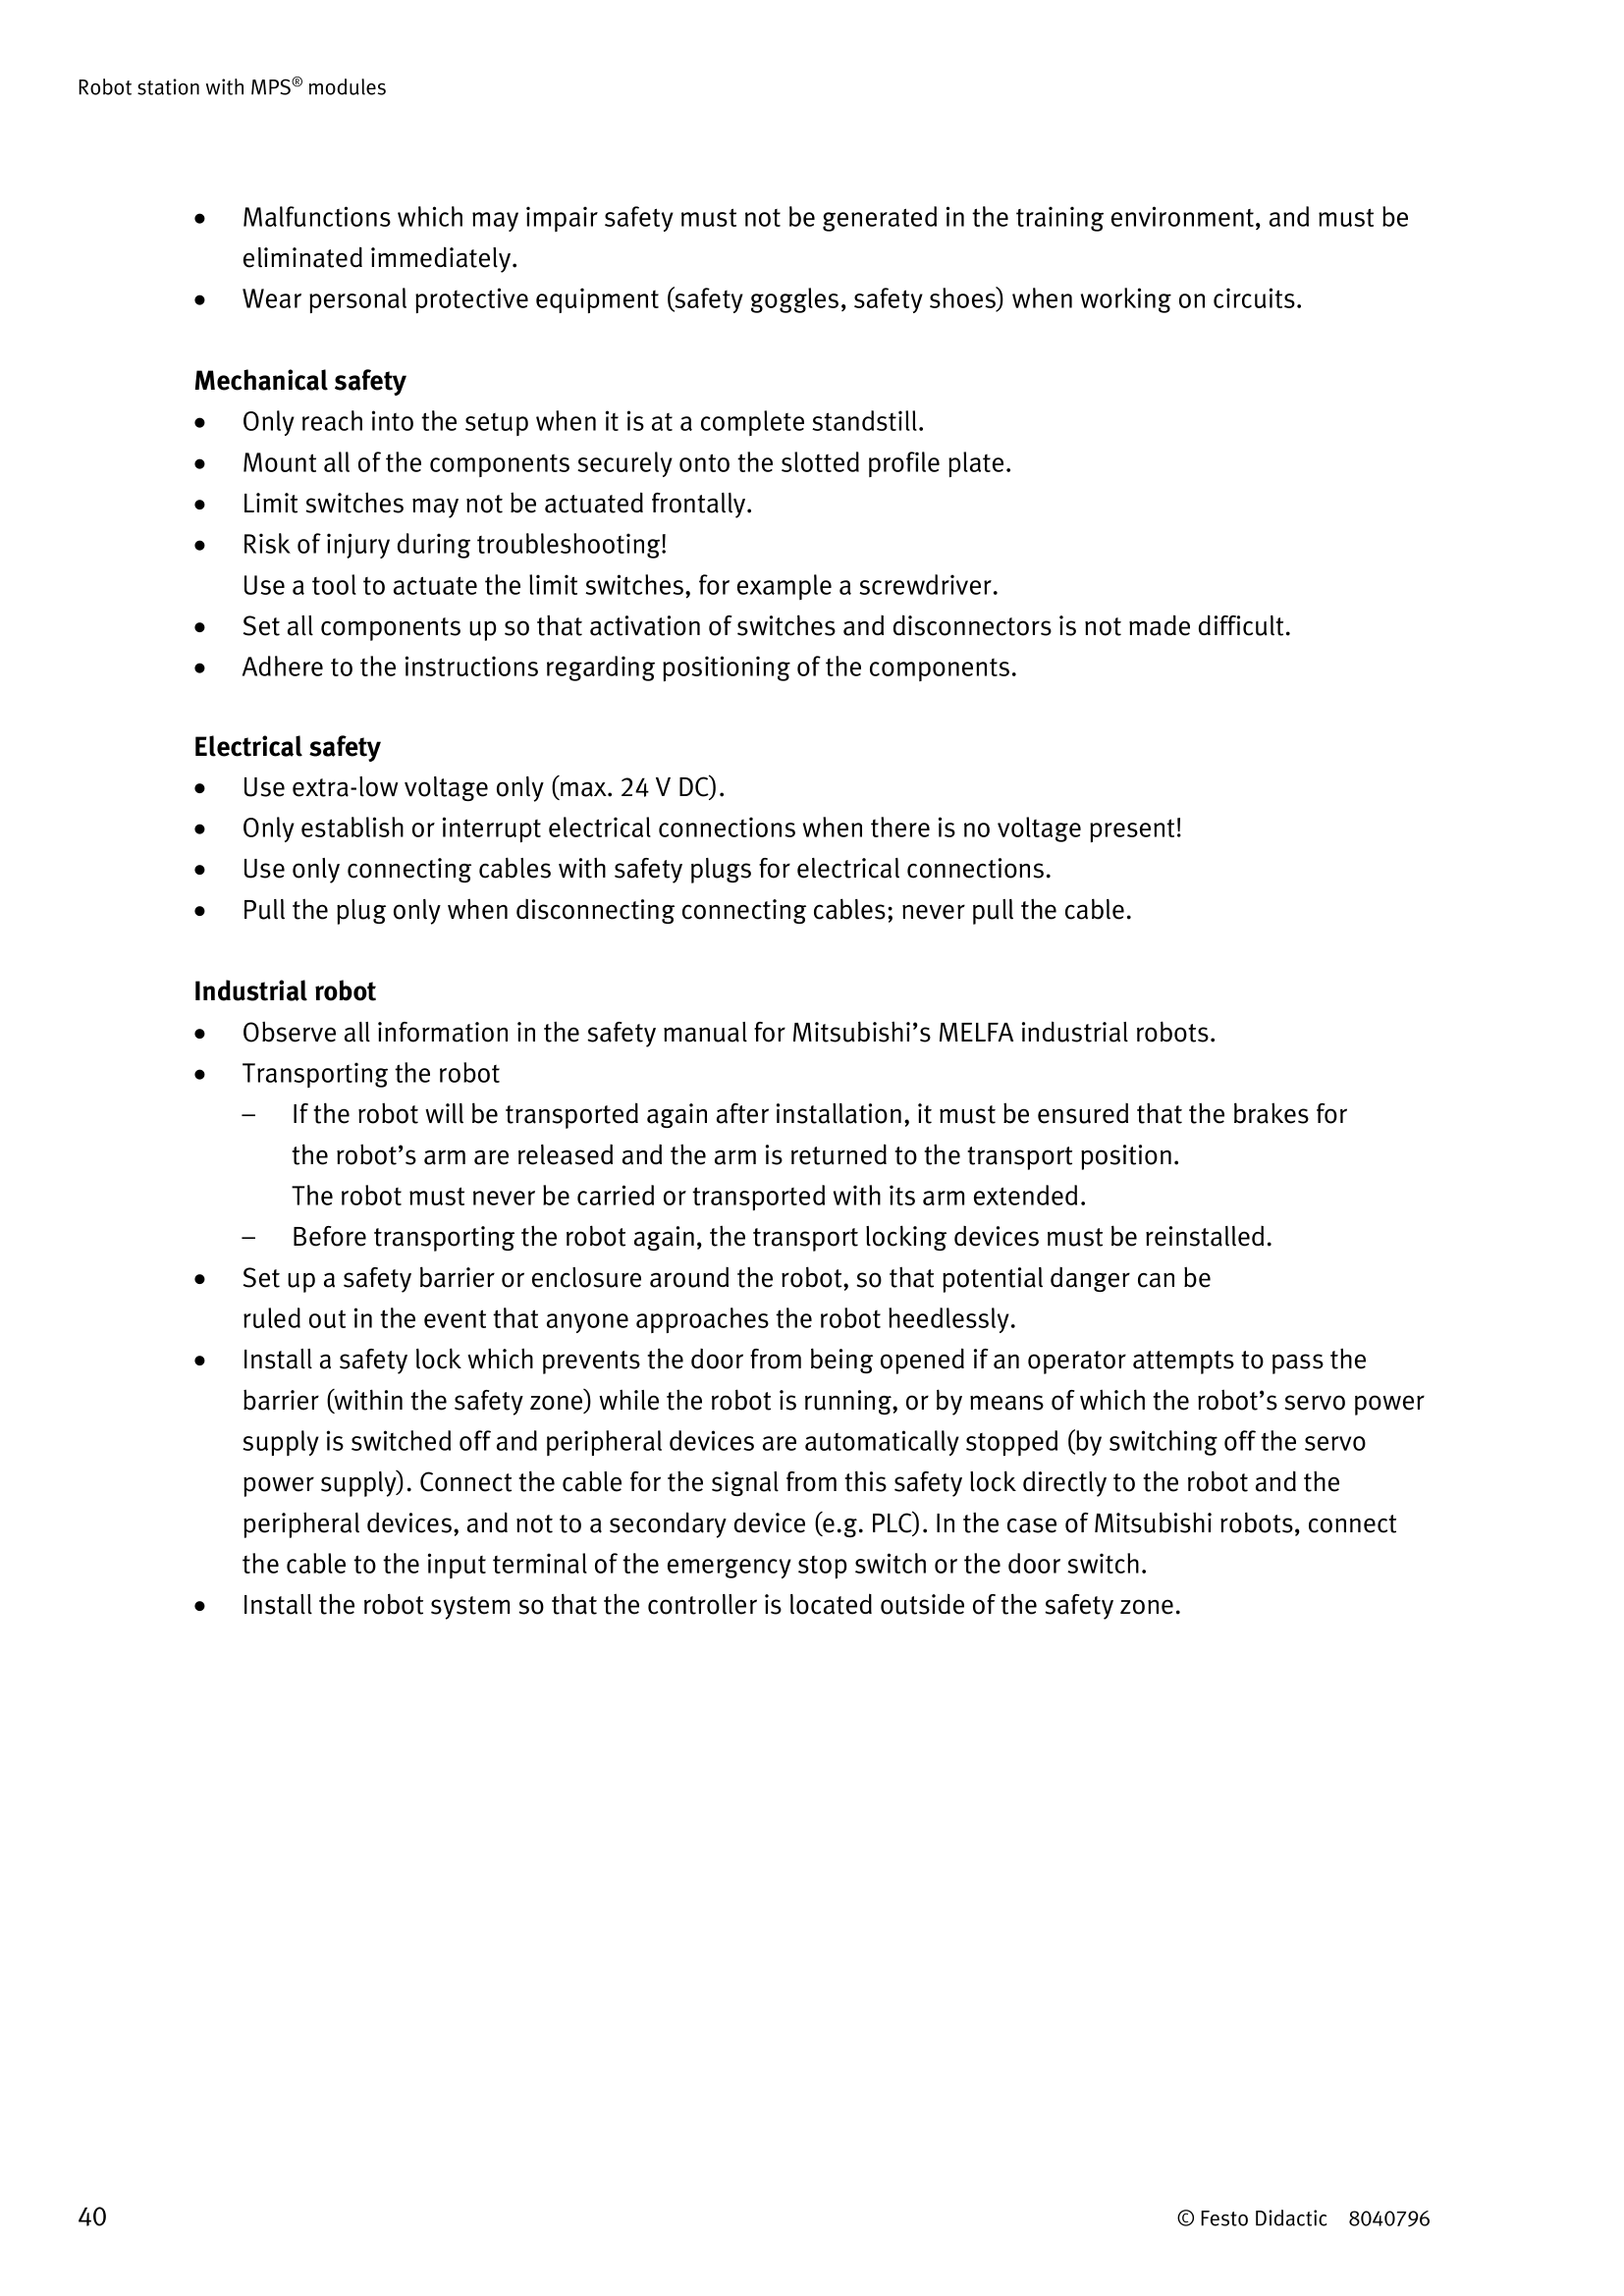 Robot station with MPS® modules
• Malfunctions which may impair safety must not be generated in the training environment, and must be
eliminated immediately.
• Wear personal protective equipment (safety goggles, safety shoes) when working on circuits.
Mechanical safety
• Only reach into the setup when it is at a complete standstill.
• Mount all of the components securely onto the slotted profile plate.
• Limit switches may not be actuated frontally.
• Risk of injury during troubleshooting!
Use a tool to actuate the limit switches, for example a screwdriver.
• Set all components up so that activation of switches and disconnectors is not made difficult.
• Adhere to the instructions regarding positioning of the components.
Electrical safety
• Use extra-low voltage only (max. 24 V DC).
• Only establish or interrupt electrical connections when there is no voltage present!
• Use only connecting cables with safety plugs for electrical connections.
• Pull the plug only when disconnecting connecting cables; never pull the cable.
Industrial robot
• Observe all information in the safety manual for Mitsubishi’s MELFA industrial robots.
• Transporting the robot
– If the robot will be transported again after installation, it must be ensured that the brakes for
the robot’s arm are released and the arm is returned to the transport position.
The robot must never be carried or transported with its arm extended.
– Before transporting the robot again, the transport locking devices must be reinstalled.
• Set up a safety barrier or enclosure around the robot, so that potential danger can be
ruled out in the event that anyone approaches the robot heedlessly.
• Install a safety lock which prevents the door from being opened if an operator attempts to pass the
barrier (within the safety zone) while the robot is running, or by means of which the robot’s servo power
supply is switched off and peripheral devices are automatically stopped (by switching off the servo
power supply). Connect the cable for the signal from this safety lock directly to the robot and the
peripheral devices, and not to a secondary device (e.g. PLC). In the case of Mitsubishi robots, connect
the cable to the input terminal of the emergency stop switch or the door switch.
• Install the robot system so that the controller is located outside of the safety zone.
40 © Festo Didactic 8040796